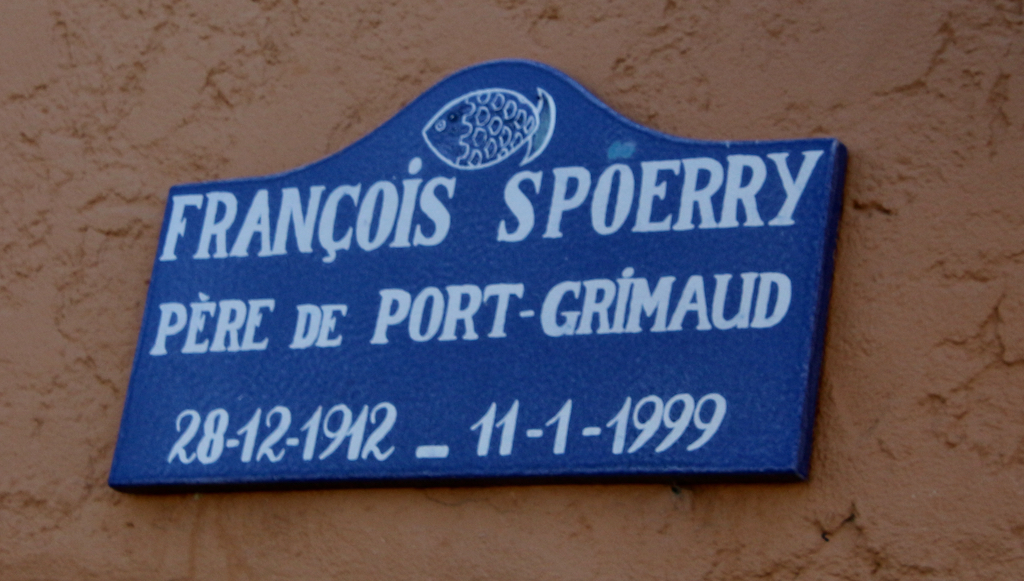 FRANÇOIS SPOERRY
PÈRE DE PORT-GRIMAUD
28-12-1912 _ 11-1-1999